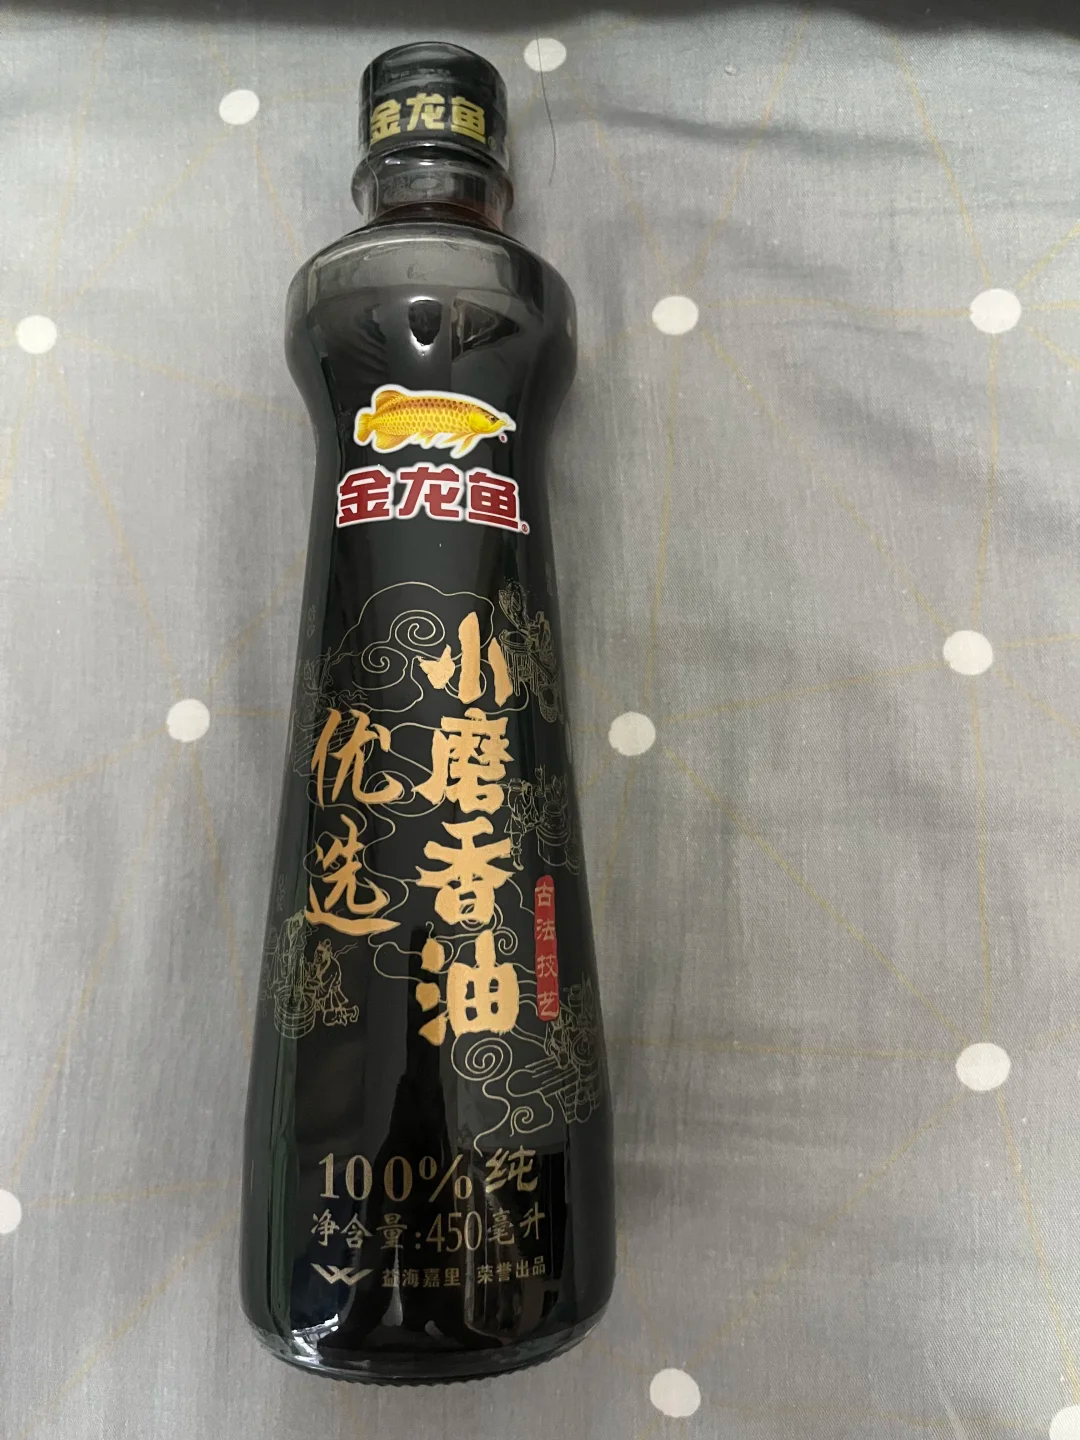 金龙鱼
金龙鱼
小磨香油
优选
古法技艺
100%纯
净含量:450毫升
益海嘉里 荣誉出品